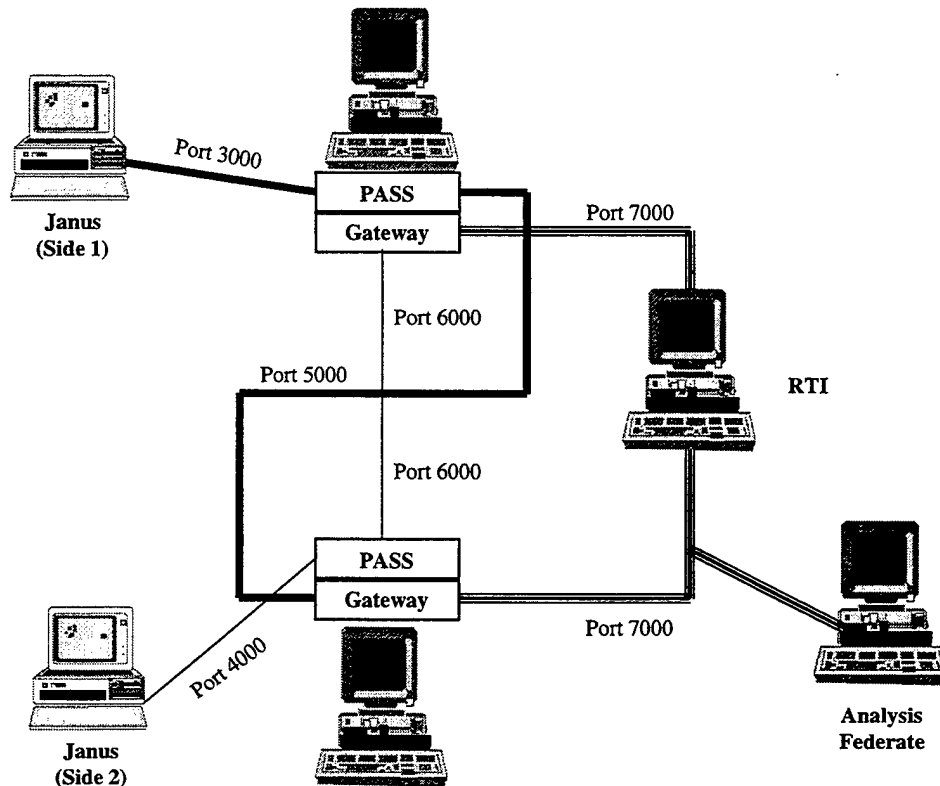 Port 3000
PASS
Gateway
Port 7000
Janus
(Side 1)
Port 6000
Port 5000
RTI
Port 6000
PASS
Gateway
Port 7000
Port 4000
Janus
(Side 2)
Analysis
Federate